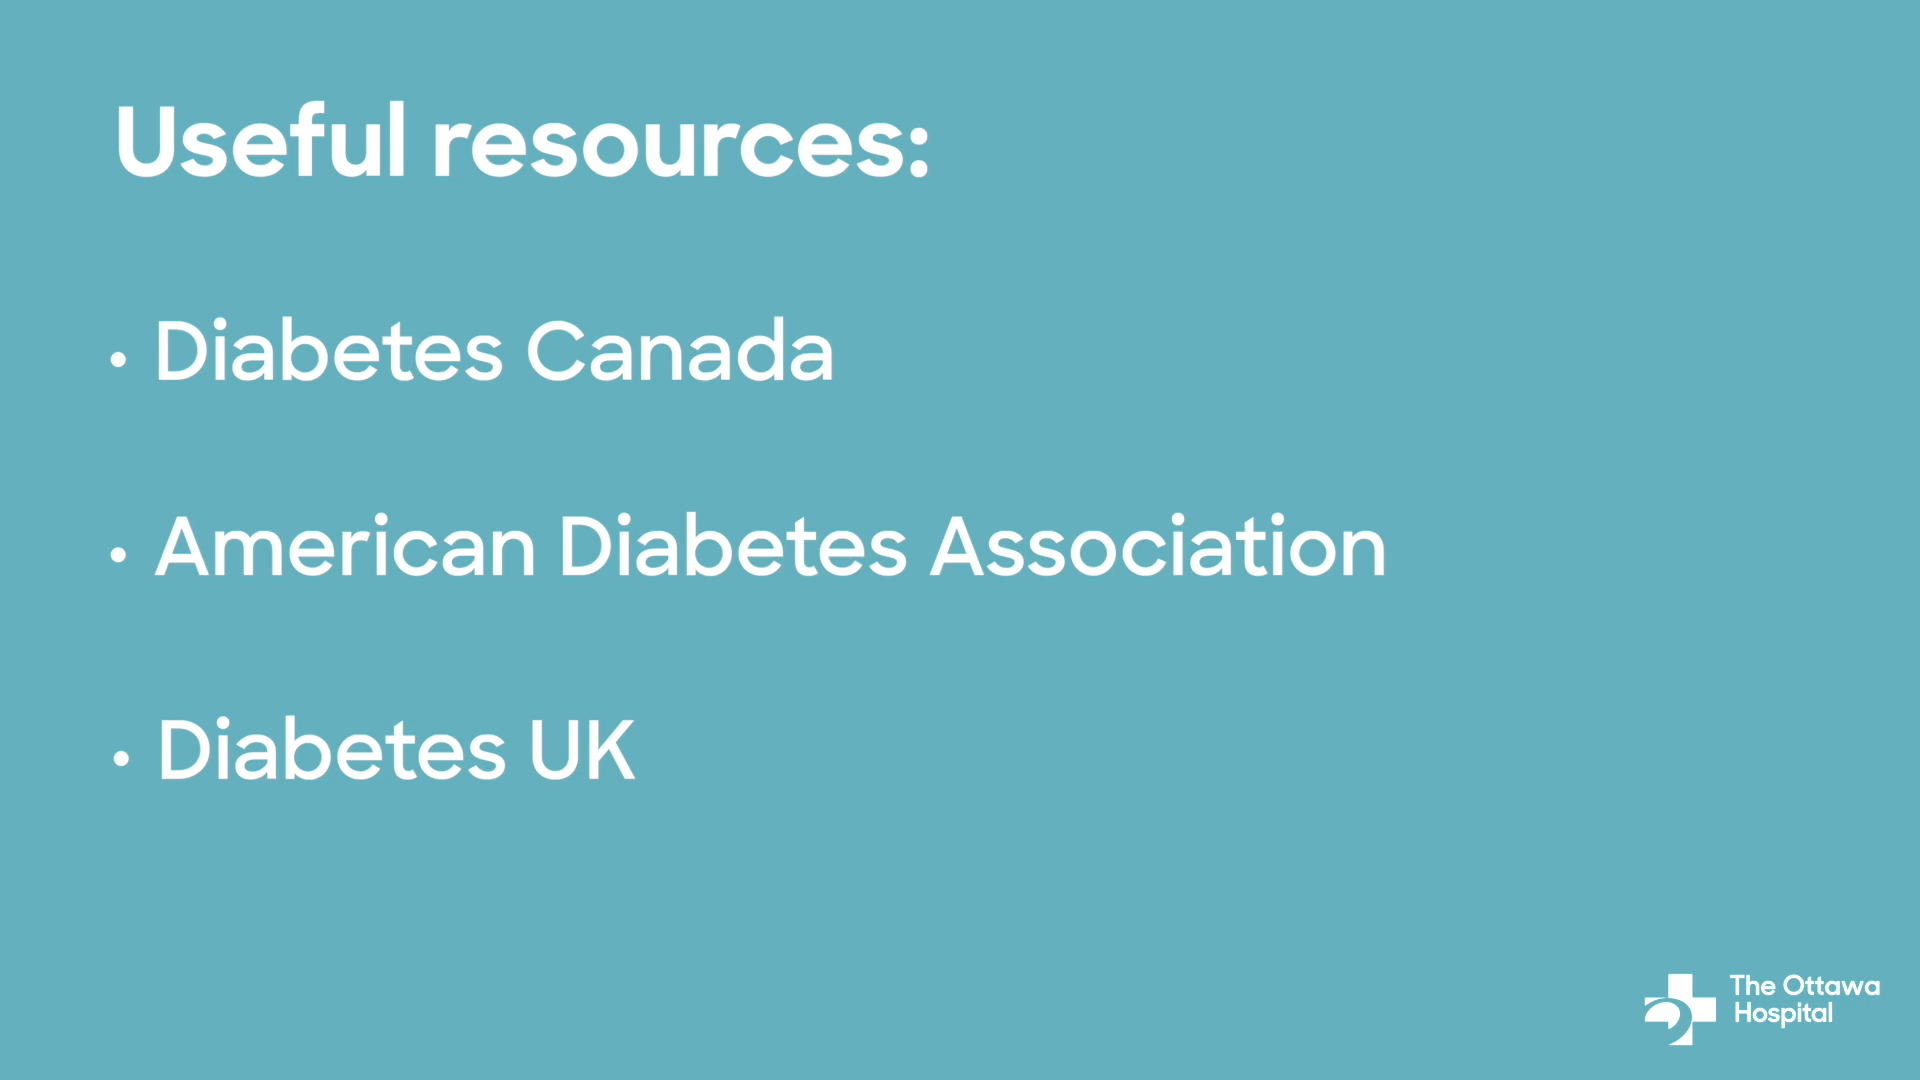 Useful resources:
• Diabetes Canada
• American Diabetes Association
• Diabetes UK
The Ottawa
Hospital